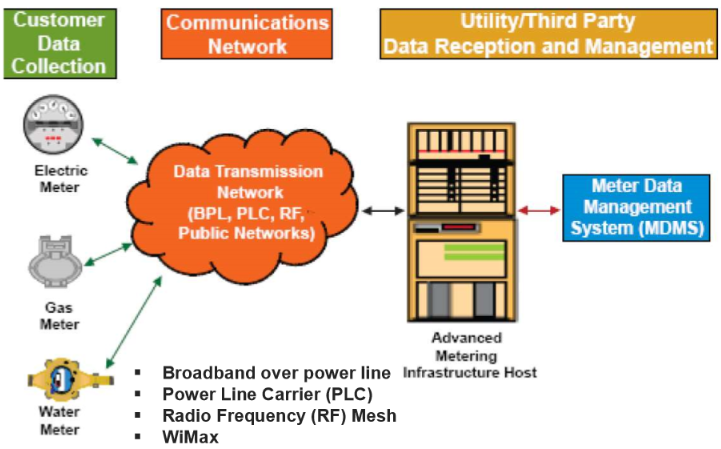 Customer
Data
Collection
Communications
Network
Utility/Third Party
Data Reception and Management
Electric
Meter
Data Transmission
Network
(BPL, PLC, RF,
Public Networks)
Meter Data
Management
System (MDMS)
Gas
Meter
Advanced
Metering
Infrastructure Host
Water
Meter
▪ Broadband over power line
▪ Power Line Carrier (PLC)
▪ Radio Frequency (RF) Mesh
▪ WiMax